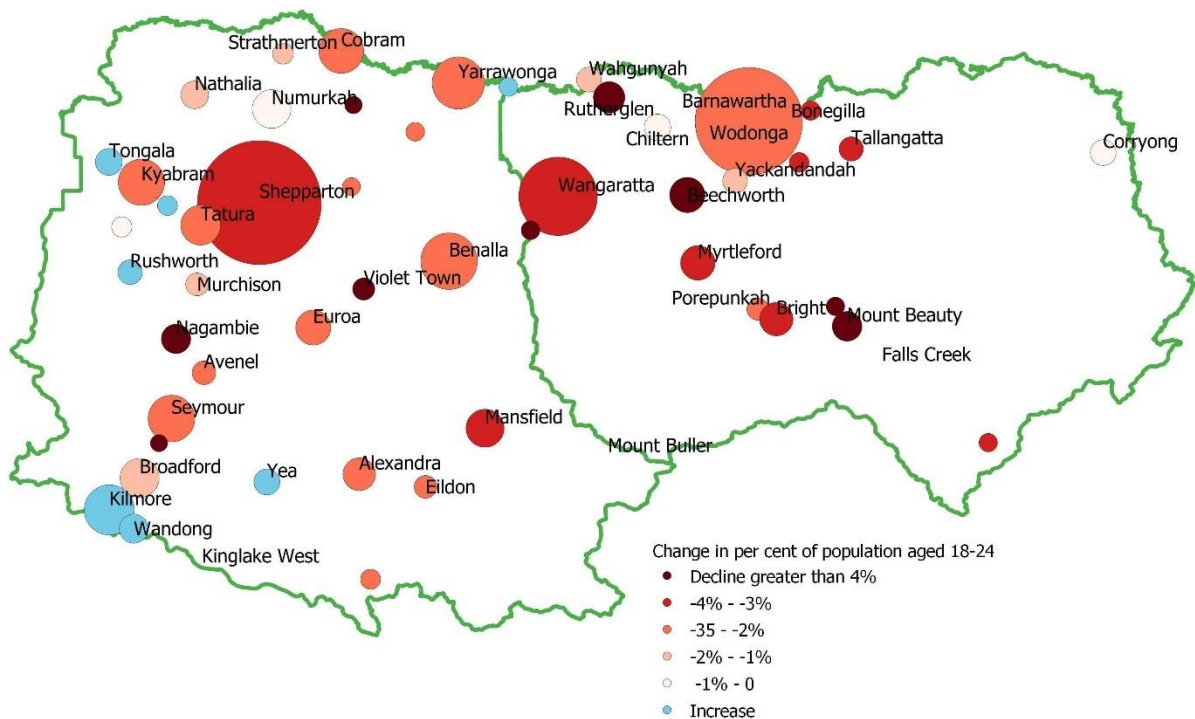 Strathmerton
Cobram
Nathalia
Numurkah
Yarrawonga
Wahgunyah
Rutherglen
Chiltern
Barnawartha
Bonegilla
Wodonga
Tallangatta
Corryong
Tongala
Kyabram
Shepparton
Yackandandah
Wangaratta
Beechworth
Tatura
Benalla
Myrtleford
Rushworth
Murchison
Violet Town
Porepunkah
Bright
Mount Beauty
Nagambie
Euroa
Falls Creek
Avenel
Seymour
Mansfield
Mount Buller
Broadford
Yea
Alexandra
Eildon
Kilmore
Wandong
Kinglake West
Change in per cent of population aged 18-24
Decline greater than 4%
-4% - -3%
-35 - -2%
-2% - -1%
-1% - 0
Increase